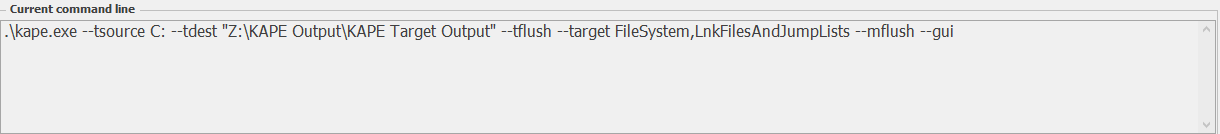 Current command line
.\kape.exe --tsource C: --tdest "Z:\KAPE Output\KAPE Target Output" --tflush --target FileSystem,LnkFilesAndJumpLists --mflush --gui